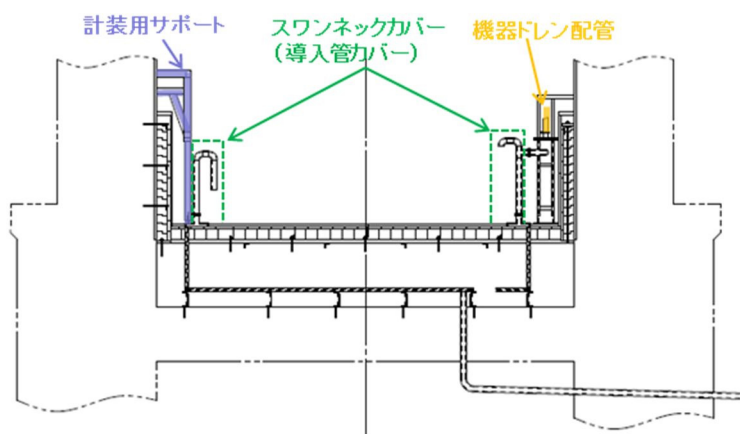 計装用サポート
スワンネックカバー
(導入管カバー)
機器ドレン配管